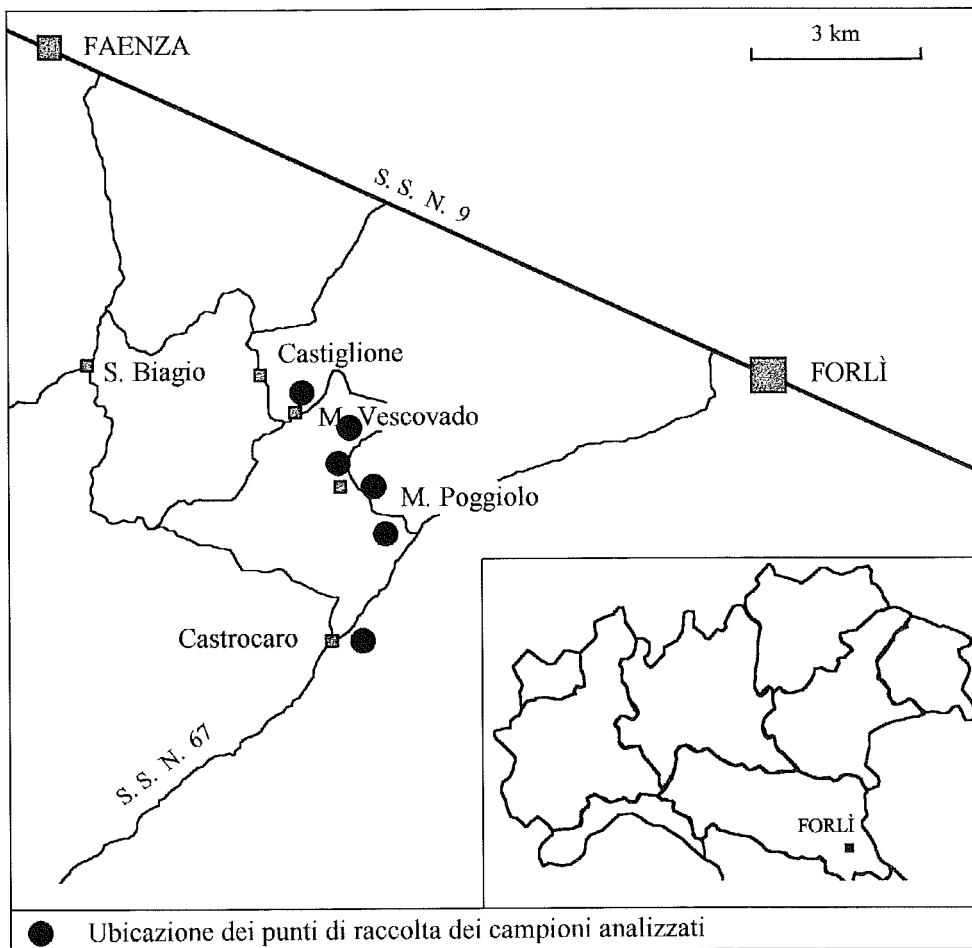 FAENZA
3 km
S. S. N. 9
Castiglione
S. Biagio
FORLÌ
M. Vescovado
M. Poggiolo
Castrocaro
S. S. N. 67
FORLÌ
Ubicazione dei punti di raccolta dei campioni analizzati